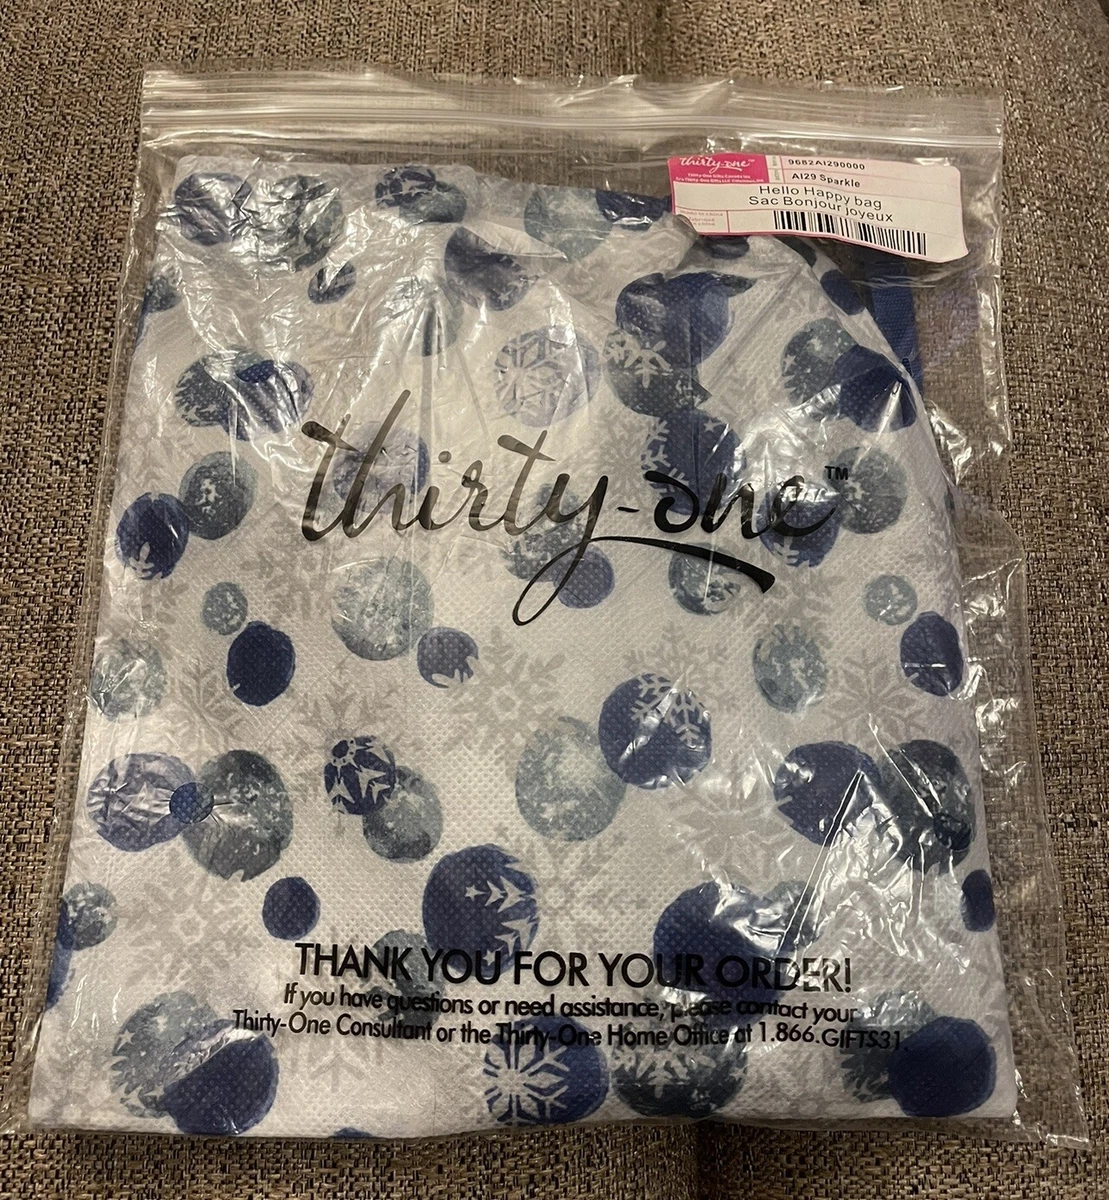 thirty-one™
9682AI290000
AI29 Sparkle
Hello Happy bag
Sac Bonjour Joyeux
thirty-one™
THANK YOU FOR YOUR ORDER!
If you have questions or need assistance, please contact your
Thirty-One Consultant or the Thirty-One Home Office at 1.866.GIFTS31.